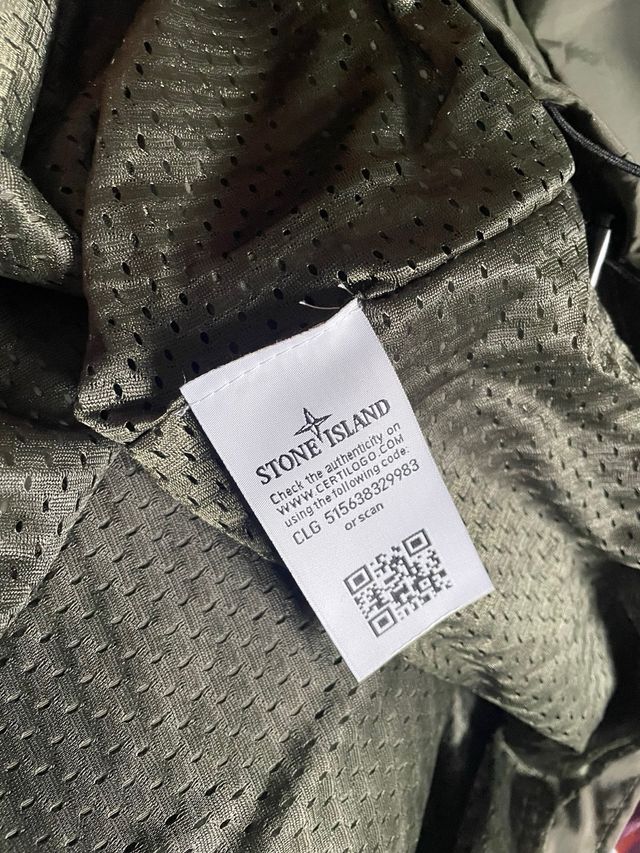 STONE ISLAND
Check the authenticity on
WWW.CERTILOGO.COM
using the following code:
CLG 515638329983
or scan